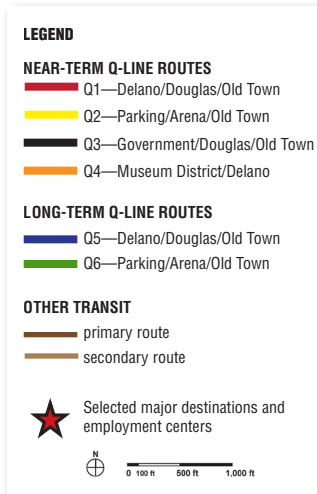 LEGEND
NEAR-TERM Q-LINE ROUTES
Q1—Delano/Douglas/Old Town
Q2—Parking/Arena/Old Town
Q3—Government/Douglas/Old Town
Q4—Museum District/Delano
LONG-TERM Q-LINE ROUTES
Q5—Delano/Douglas/Old Town
Q6—Parking/Arena/Old Town
OTHER TRANSIT
primary route
secondary route
Selected major destinations and
employment centers
N
0 100 ft 500 ft 1,000 ft